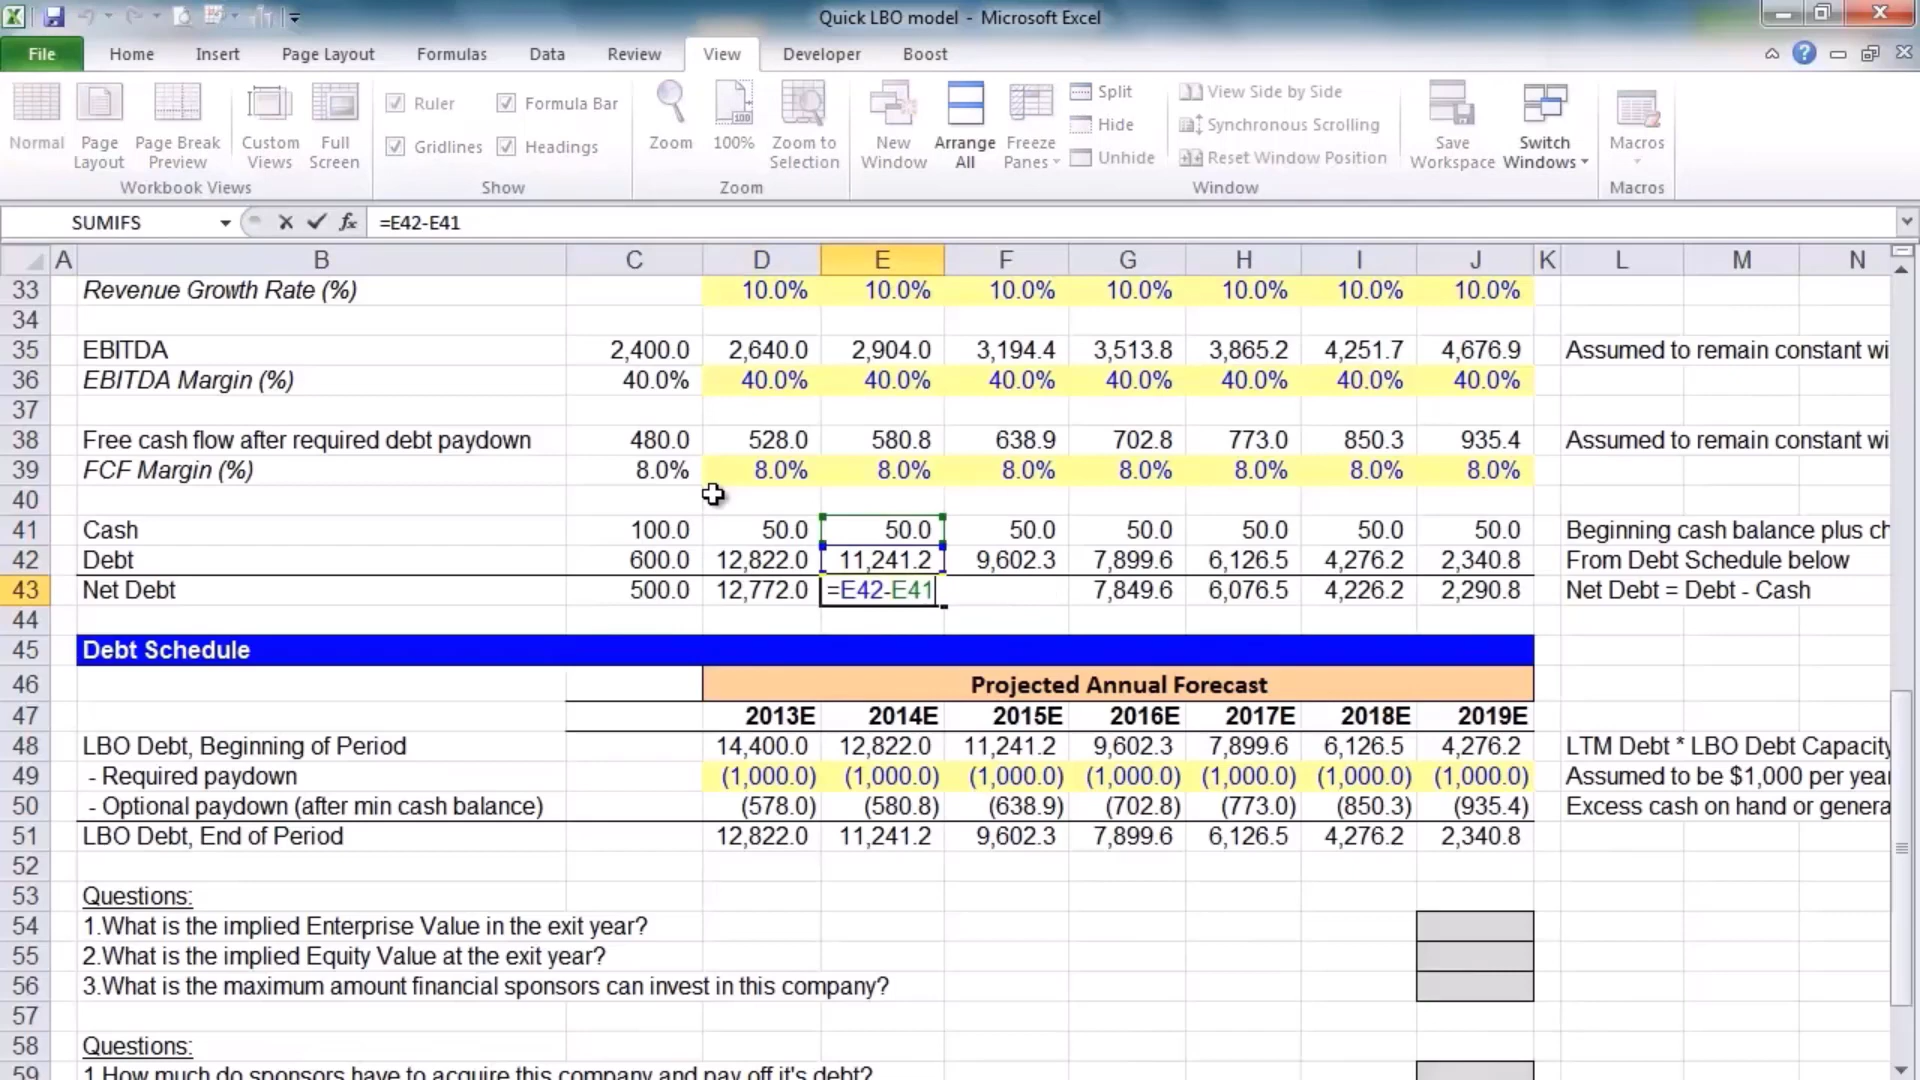 Quick LBO model - Microsoft Excel
File Home Insert Page Layout Formulas Data Review View Developer Boost
Normal Page Layout Page Break Preview Custom Views Full Screen
Workbook Views
Ruler Formula Bar
Gridlines Headings
Show
Zoom 100% Zoom to Selection
Zoom
New Window Arrange All Freeze Panes
Split
Hide
Unhide
View Side by Side
Synchronous Scrolling
Reset Window Position
Save Workspace Switch Windows
Window
Macros
Macros
SUMIFS fx =E42-E41
A B C D E F G H I J K L M N
33 Revenue Growth Rate (%) 10.0% 10.0% 10.0% 10.0% 10.0% 10.0% 10.0%
34
35 EBITDA 2,400.0 2,640.0 2,904.0 3,194.4 3,513.8 3,865.2 4,251.7 4,676.9 Assumed to remain constant wi
36 EBITDA Margin (%) 40.0% 40.0% 40.0% 40.0% 40.0% 40.0% 40.0% 40.0%
37
38 Free cash flow after required debt paydown 480.0 528.0 580.8 638.9 702.8 773.0 850.3 935.4 Assumed to remain constant wi
39 FCF Margin (%) 8.0% 8.0% 8.0% 8.0% 8.0% 8.0% 8.0% 8.0%
40
41 Cash 100.0 50.0 50.0 50.0 50.0 50.0 50.0 50.0 Beginning cash balance plus ch
42 Debt 600.0 12,822.0 11,241.2 9,602.3 7,899.6 6,126.5 4,276.2 2,340.8 From Debt Schedule below
43 Net Debt 500.0 12,772.0 =E42-E41 7,849.6 6,076.5 4,226.2 2,290.8 Net Debt = Debt - Cash
44
45 Debt Schedule
46 Projected Annual Forecast
47 2013E 2014E 2015E 2016E 2017E 2018E 2019E
48 LBO Debt, Beginning of Period 14,400.0 12,822.0 11,241.2 9,602.3 7,899.6 6,126.5 4,276.2 LTM Debt * LBO Debt Capacity
49 - Required paydown (1,000.0) (1,000.0) (1,000.0) (1,000.0) (1,000.0) (1,000.0) (1,000.0) Assumed to be $1,000 per year
50 - Optional paydown (after min cash balance) (578.0) (580.8) (638.9) (702.8) (773.0) (850.3) (935.4) Excess cash on hand or genera
51 LBO Debt, End of Period 12,822.0 11,241.2 9,602.3 7,899.6 6,126.5 4,276.2 2,340.8
52
53 Questions:
54 1.What is the implied Enterprise Value in the exit year?
55 2.What is the implied Equity Value at the exit year?
56 3.What is the maximum amount financial sponsors can invest in this company?
57
58 Questions:
59 1.How much do sponsors have to acquire this company and pay off it's debt?